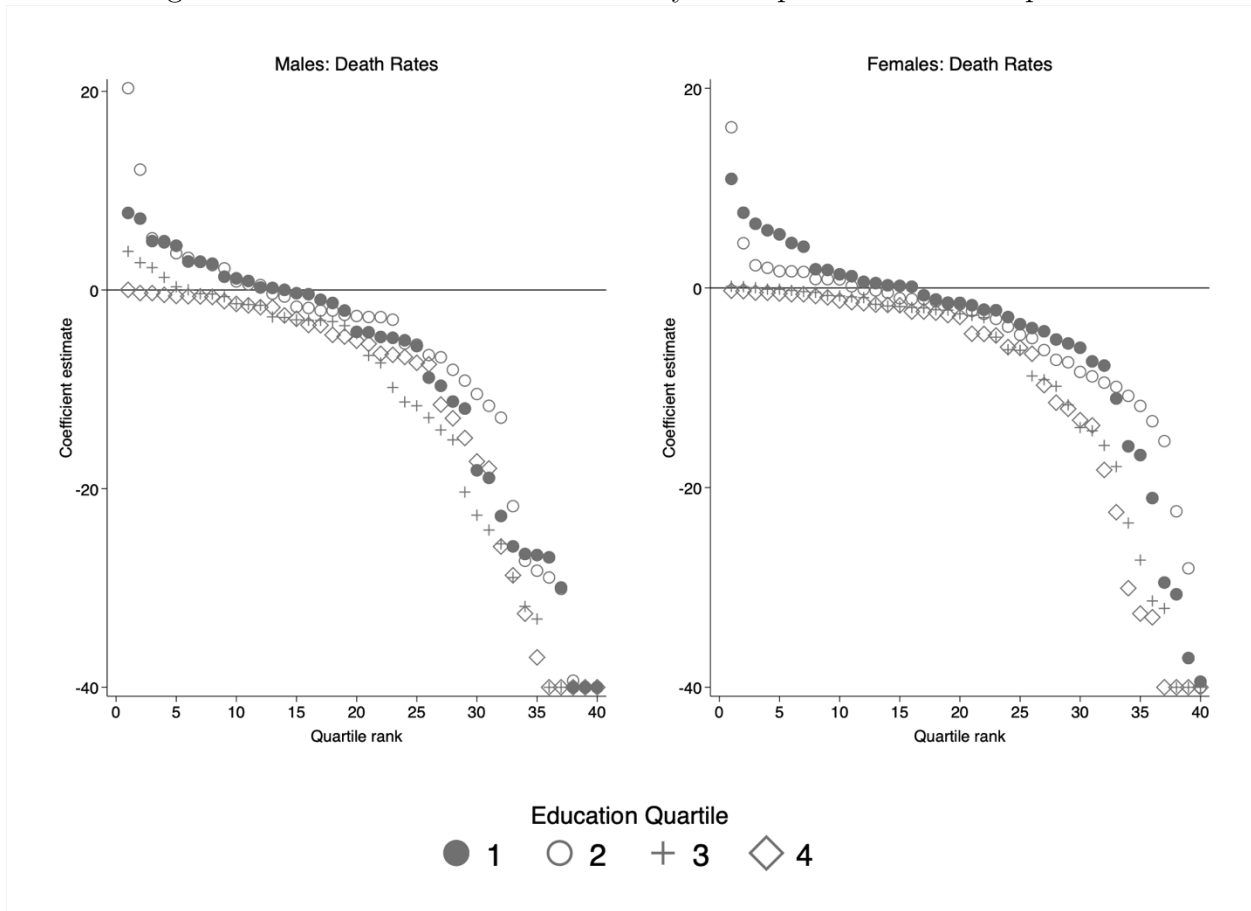 Males: Death Rates
Females: Death Rates
20
0
-20
-40
Coefficient estimate
0 5 10 15 20 25 30 35 40
Quartile rank
20
0
-20
-40
Coefficient estimate
0 5 10 15 20 25 30 35 40
Quartile rank
Education Quartile
1 2 3 4